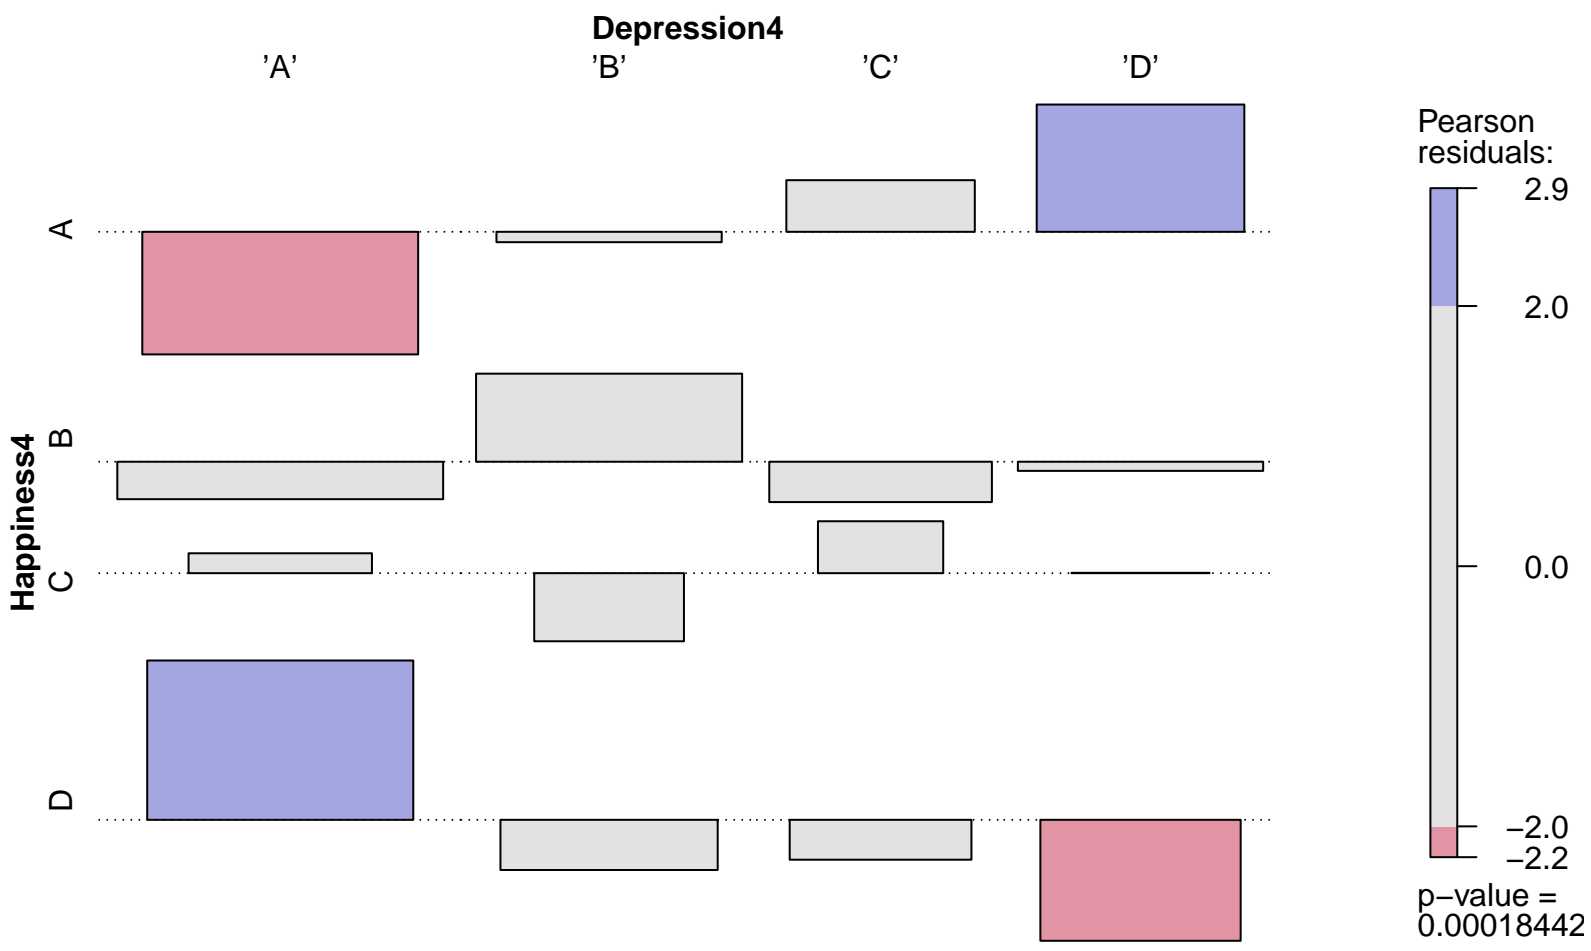 Depression4
’A’ ’B’ ’C’ ’D’
Happiness4
A
B
C
D
Pearson
residuals:
2.9
2.0
0.0
−2.0
−2.2
p−value =
0.00018442